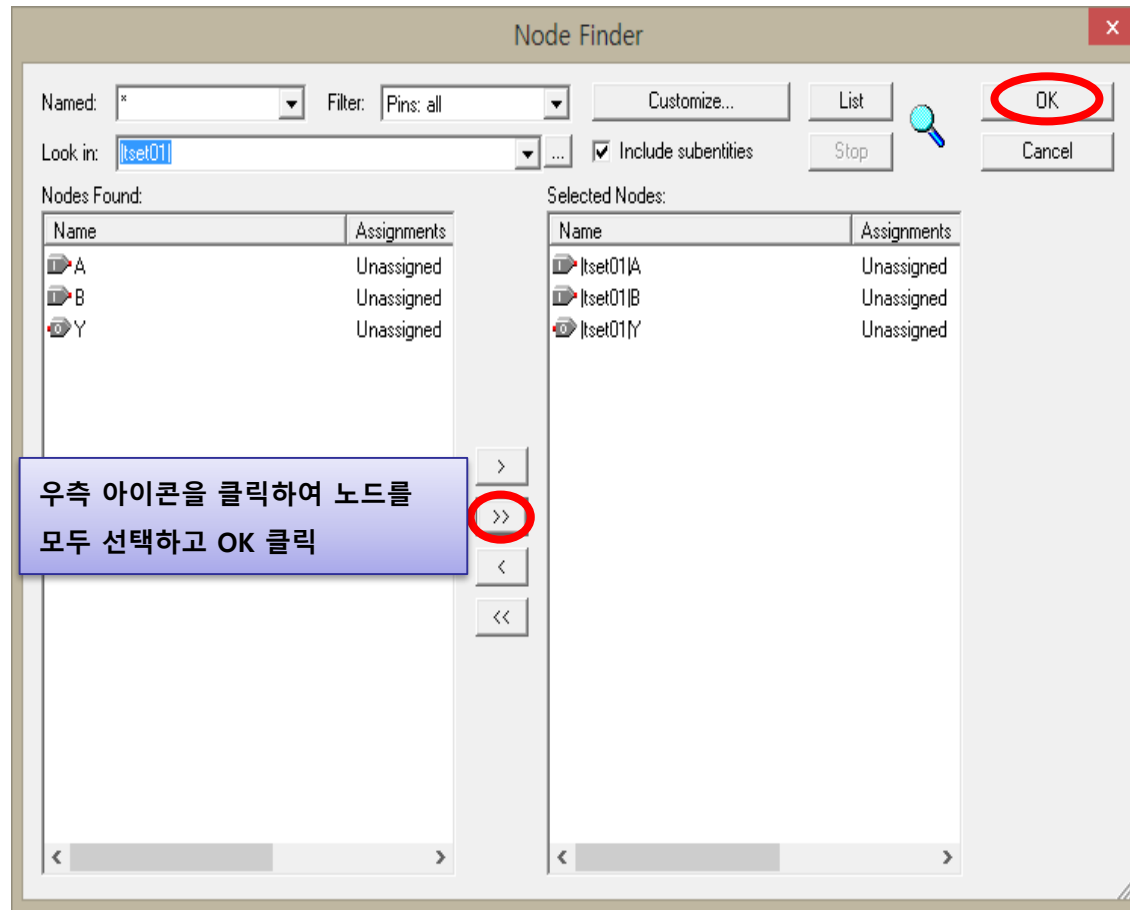 Node Finder
x
Named: * Filter: Pins: all Customize... List OK
Look in: |tset01| ... Include subentities Stop Cancel
Nodes Found: Selected Nodes:
Name Assignments Name Assignments
A Unassigned |tset01|A Unassigned
B Unassigned |tset01|B Unassigned
Y Unassigned |tset01|Y Unassigned
>
우측 아이콘을 클릭하여 노드를
>>
모두 선택하고 OK 클릭
<
<<